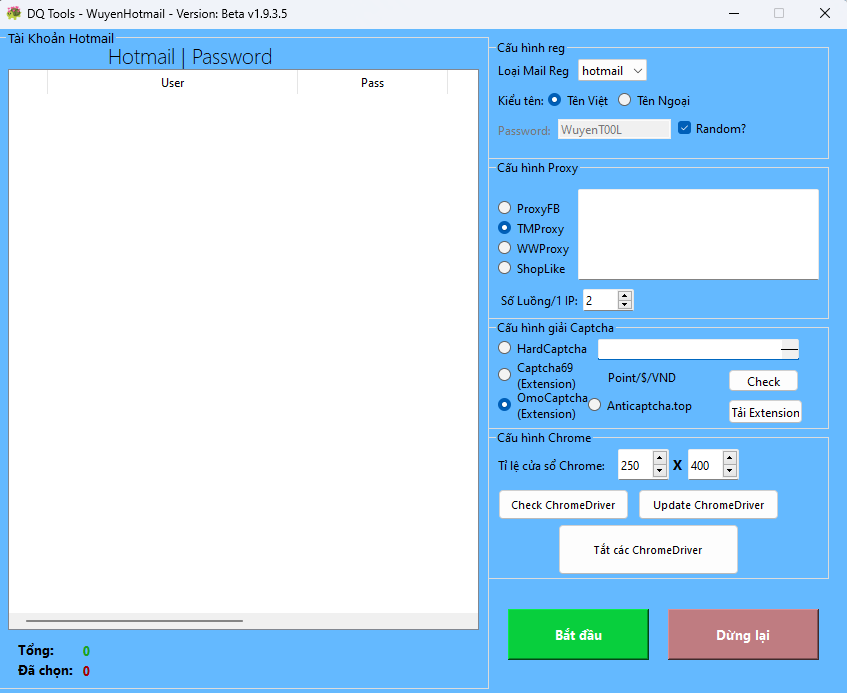 DQ Tools - WuyenHotmail - Version: Beta v1.9.3.5
Tài Khoản Hotmail
Hotmail | Password
User Pass
Tổng: 0
Đã chọn: 0
Cấu hình reg
Loại Mail Reg hotmail
Kiểu tên: Tên Việt Tên Ngoại
Password: WuyenT00L Random?
Cấu hình Proxy
ProxyFB
TMProxy
WWProxy
ShopLike
Số Luồng/1 IP: 2
Cấu hình giải Captcha
HardCaptcha
Captcha69
(Extension)
Point/$/VND
Check
OmoCaptcha
(Extension)
Anticaptcha.top
Tải Extension
Cấu hình Chrome
Tỉ lệ cửa sổ Chrome: 250 X 400
Check ChromeDriver Update ChromeDriver
Tắt các ChromeDriver
Bắt đầu Dừng lại